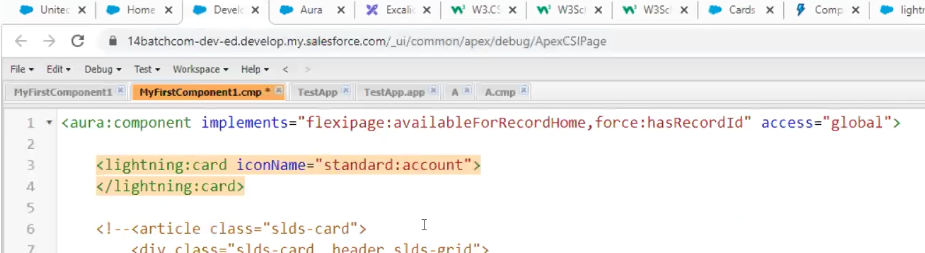 Unitec
Home
Develo
Aura
Excalic
W3.CS
W3Sch
W3Sch
Cards
Comp
lightn
14batchcom-dev-ed.develop.my.salesforce.com/_ui/common/apex/debug/ApexCSIPage
File Edit Debug Test Workspace Help < >
MyFirstComponent1 MyFirstComponent1.cmp * TestApp TestApp.app A A.cmp
1 <aura:component implements="flexipage:availableForRecordHome,force:hasRecordId" access="global">
2
3 <lightning:card iconName="standard:account">
4 </lightning:card>
5
6 <!--<article class="slds-card">
7 <div class="slds-card__header slds-grid">